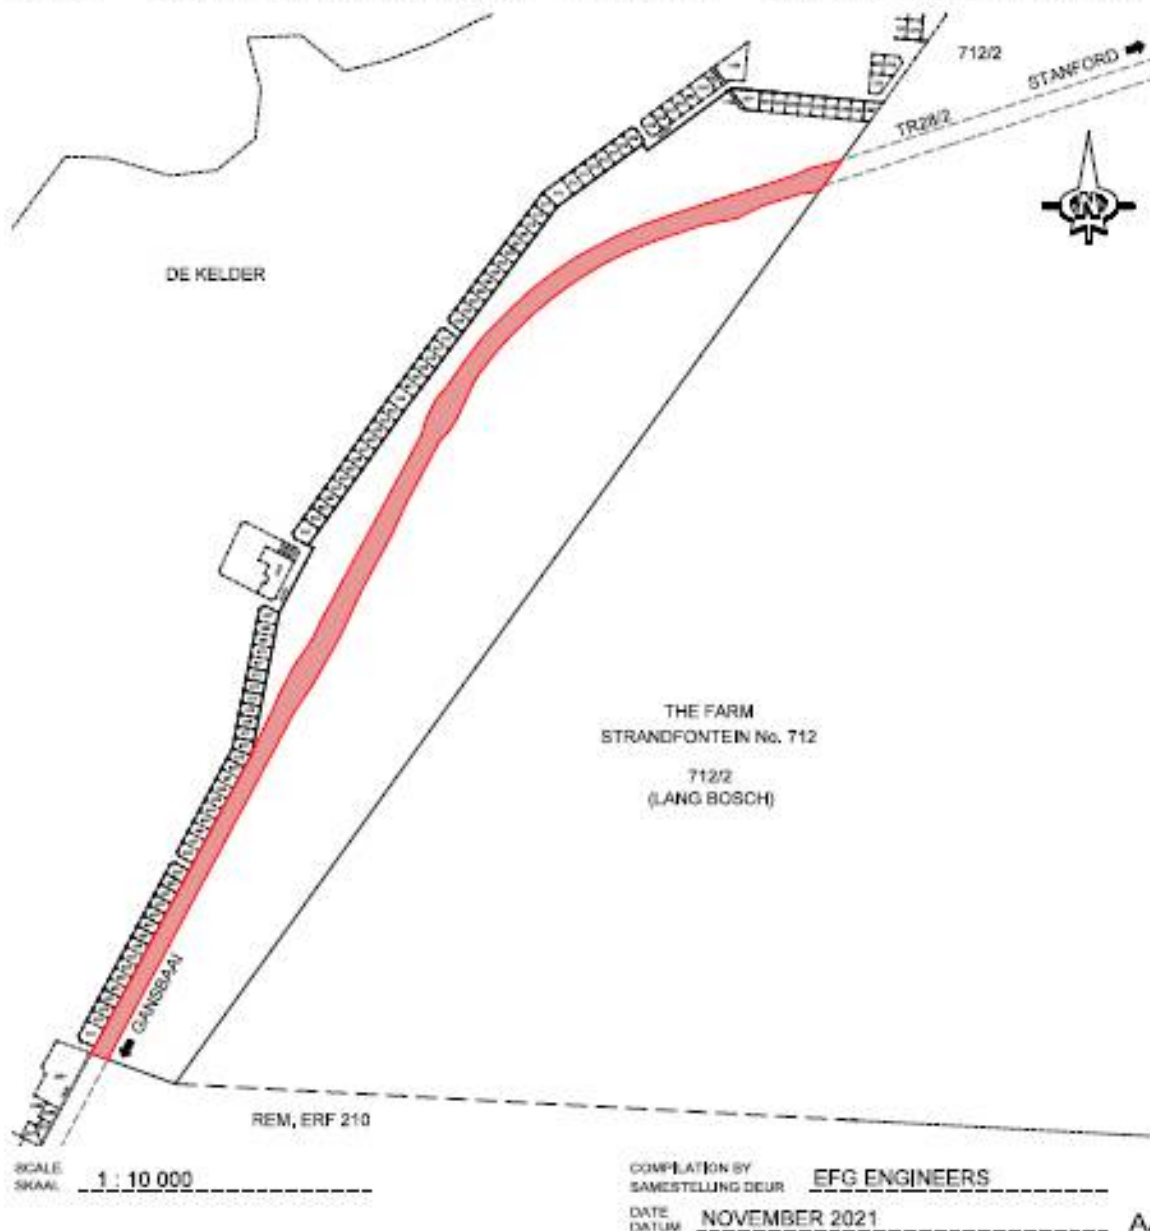 712/2
STANFORD
TR28/2
N
DE KELDER
THE FARM
STRANDFONTEIN No. 712
712/2
(LANG BOSCH)
GANSBAAI
REM, ERF 210
SCALE
SKAAL 1 : 10 000
COMPILATION BY
SAMESTELLING DEUR EFG ENGINEERS
DATE
DATUM NOVEMBER 2021